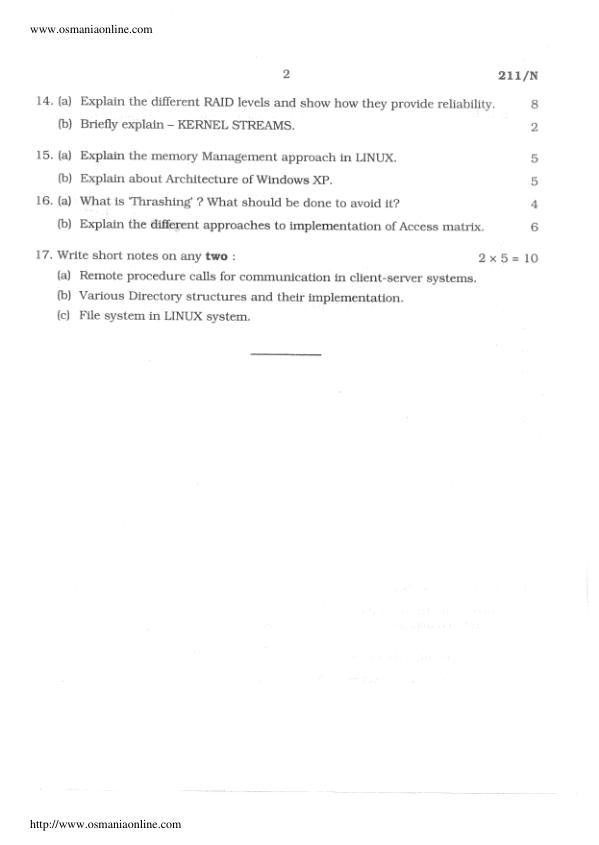 www.osmaniaonline.com
2 211/N
14. (a) Explain the different RAID levels and show how they provide reliability. 8
(b) Briefly explain – KERNEL STREAMS. 2
15. (a) Explain the memory Management approach in LINUX. 5
(b) Explain about Architecture of Windows XP. 5
16. (a) What is 'Thrashing' ? What should be done to avoid it? 4
(b) Explain the different approaches to implementation of Access matrix. 6
17. Write short notes on any two : 2 × 5 = 10
(a) Remote procedure calls for communication in client-server systems.
(b) Various Directory structures and their implementation.
(c) File system in LINUX system.
http://www.osmaniaonline.com